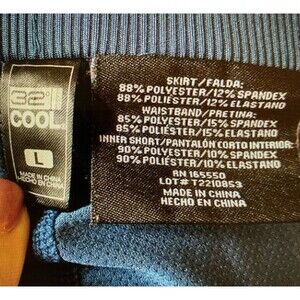 32°
COOL
L
MADE IN CHINA
HECHO EN CHINA
SKIRT/FALDA:
88% POLYESTER/12% SPANDEX
88% POLIÉSTER/12% ELASTANO
WAISTBAND/PRETINA:
85% POLYESTER/15% SPANDEX
85% POLIÉSTER/15% ELASTANO
INNER SHORT/PANTALÓN CORTO INTERIOR:
90% POLYESTER/10% SPANDEX
90% POLIÉSTER/10% ELASTANO
RN 165550
LOT# T2210853
MADE IN CHINA
HECHO EN CHINA